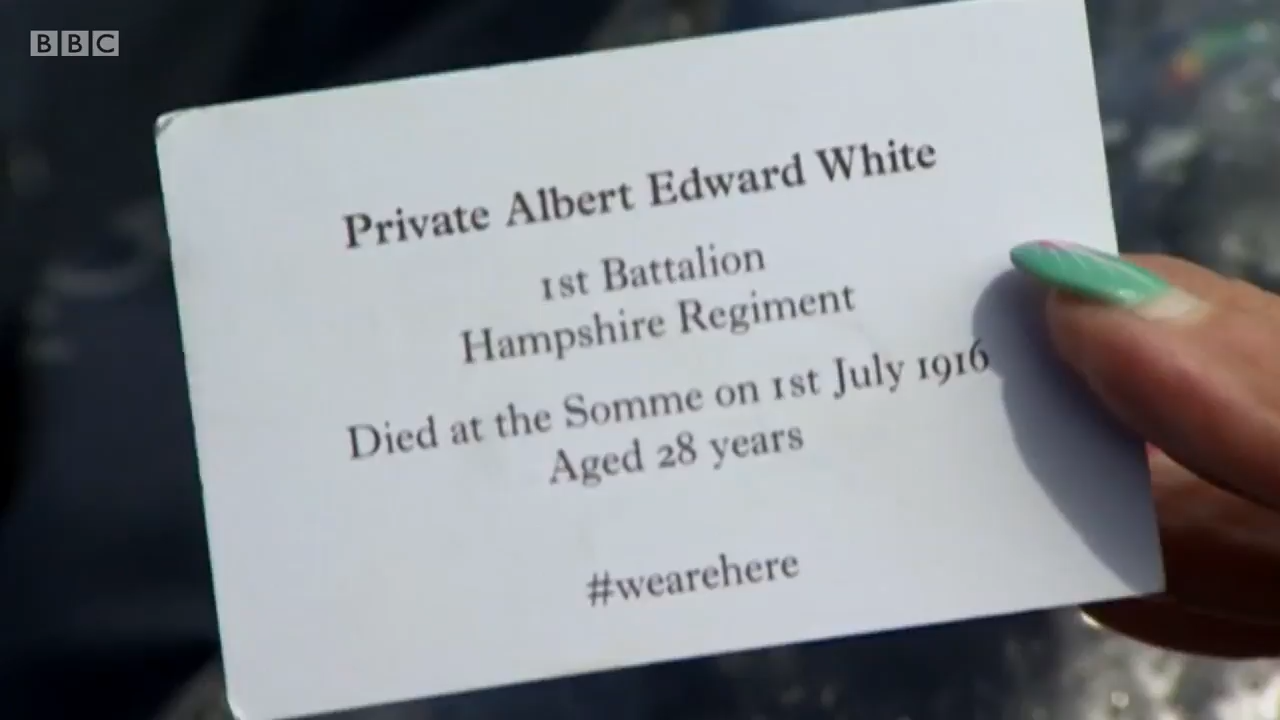 BBC
Private Albert Edward White
1st Battalion
Hampshire Regiment
Died at the Somme on 1st July 1916
Aged 28 years
#wearehere